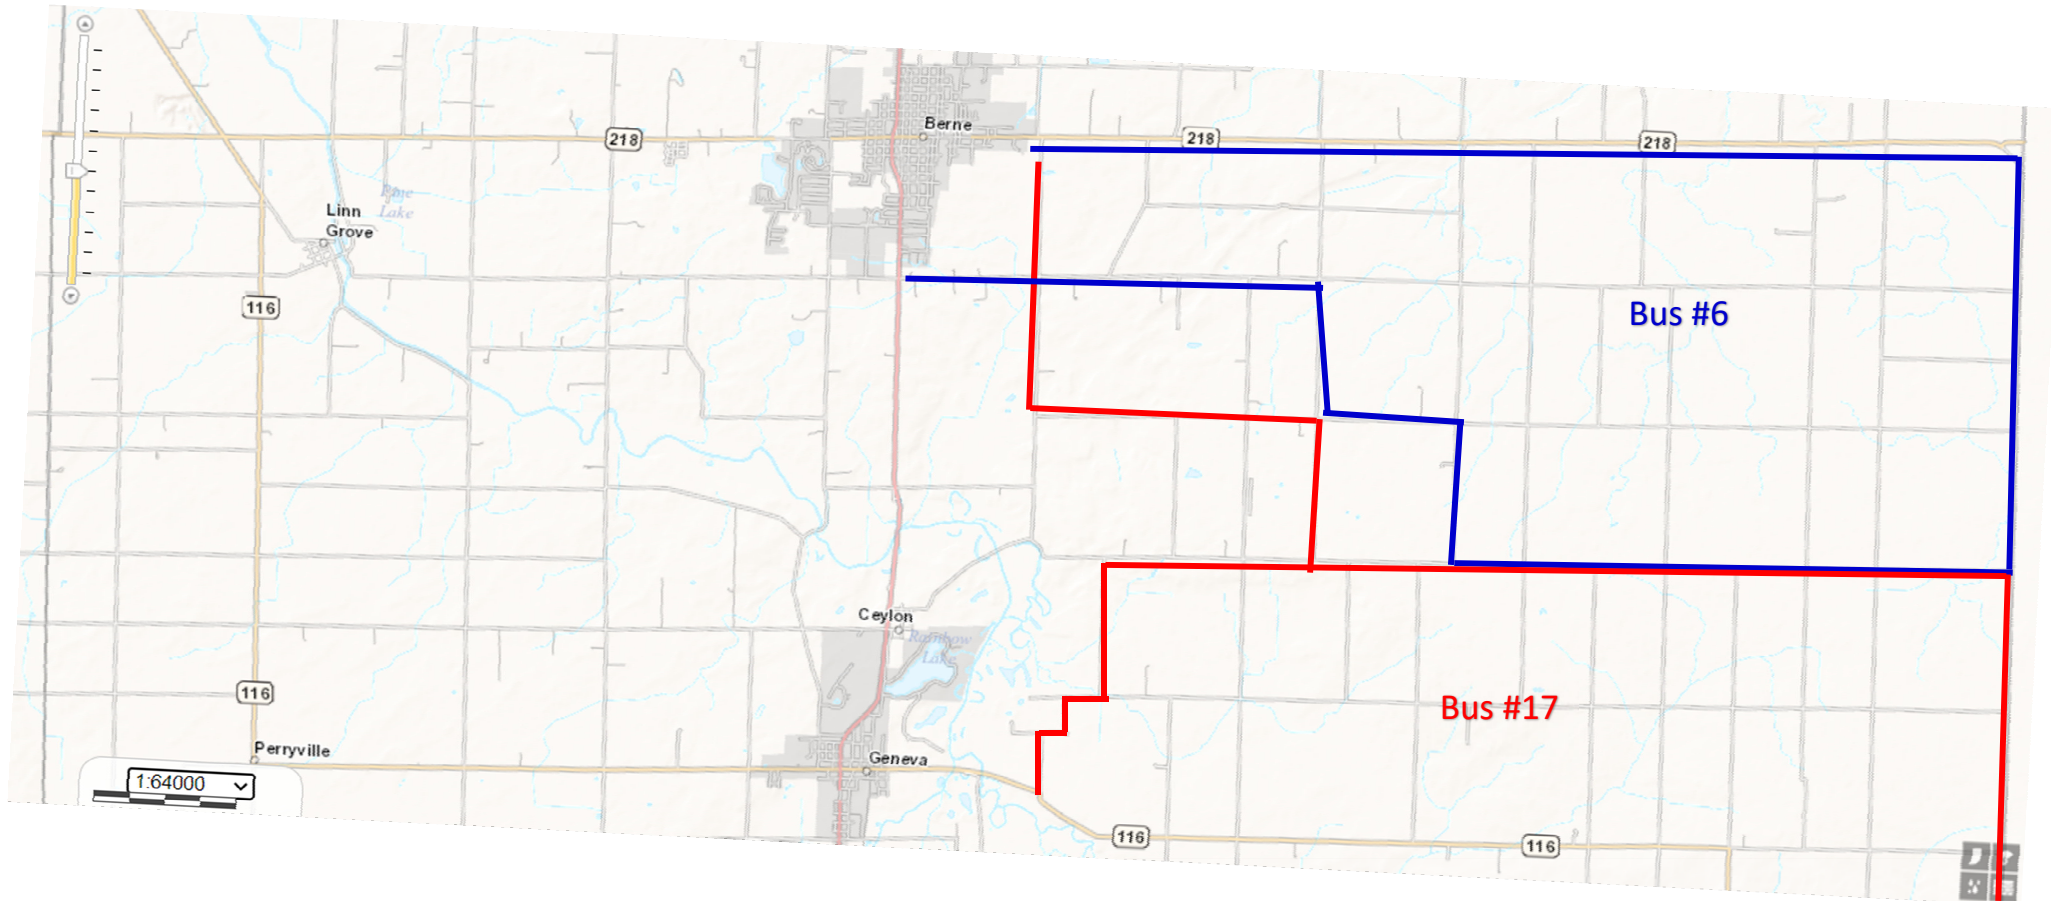 Berne
218
218
218
Blue
Lake
Linn
Grove
116
Bus #6
Ceylon
Rainbow
Lake
116
Bus #17
Perryville
Geneva
1:64000
116
116